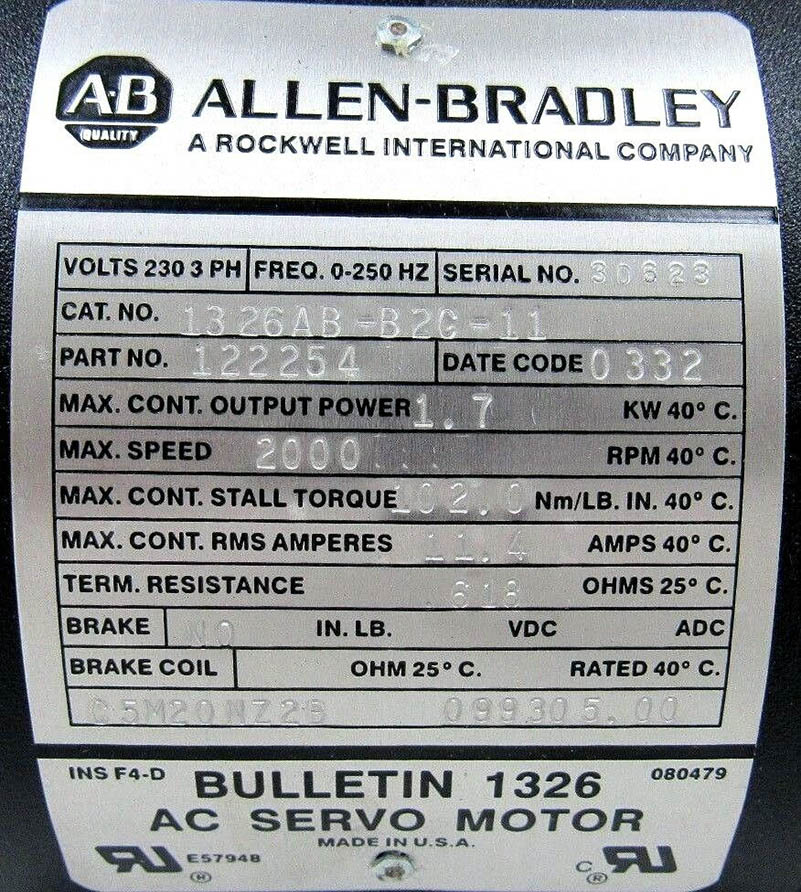 A·B ALLEN-BRADLEY
QUALITY
A ROCKWELL INTERNATIONAL COMPANY
VOLTS 230 3 PH FREQ. 0-250 HZ SERIAL NO. 30623
CAT. NO. 1326AB-B2G-11
PART NO. 122254 DATE CODE 0332
MAX. CONT. OUTPUT POWER 1.7 KW 40° C.
MAX. SPEED 2000 RPM 40° C.
MAX. CONT. STALL TORQUE 102.0 Nm/LB. IN. 40° C.
MAX. CONT. RMS AMPERES 11.4 AMPS 40° C.
TERM. RESISTANCE .618 OHMS 25° C.
BRAKE NO IN. LB. VDC ADC
BRAKE COIL OHM 25° C. RATED 40° C.
099305.00
INS F4-D BULLETIN 1326 080479
AC SERVO MOTOR
MADE IN U.S.A.
E57948 ®
C ®